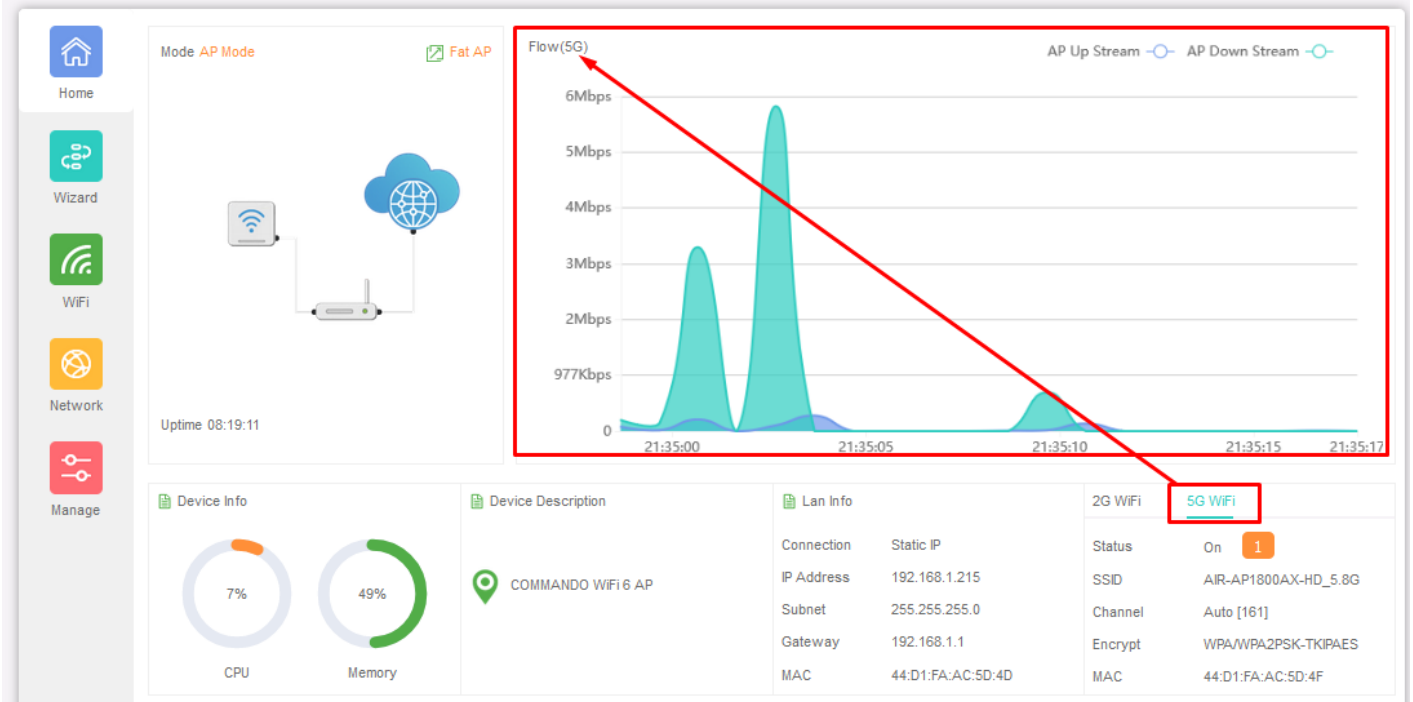 Home
Wizard
WiFi
Network
Manage
Mode AP Mode
Fat AP
Uptime 08:19:11
Flow(5G)
AP Up Stream
AP Down Stream
6Mbps
5Mbps
4Mbps
3Mbps
2Mbps
977Kbps
0
21:35:00 21:35:05 21:35:10 21:35:15 21:35:17
Device Info
7%
49%
CPU
Memory
Device Description
COMMANDO WiFi 6 AP
Lan Info
Connection Static IP
IP Address 192.168.1.215
Subnet 255.255.255.0
Gateway 192.168.1.1
MAC 44:D1:FA:AC:5D:4D
2G WiFi 5G WiFi
Status On 1
SSID AIR-AP1800AX-HD_5.8G
Channel Auto [161]
Encrypt WPA/WPA2PSK-TKIPAES
MAC 44:D1:FA:AC:5D:4F